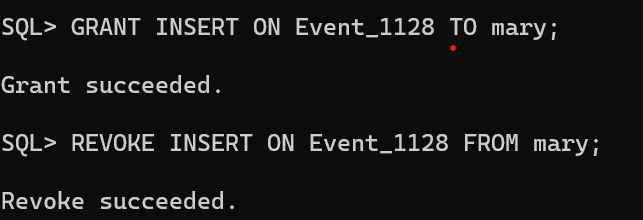 SQL> GRANT INSERT ON Event_1128 TO mary;
Grant succeeded.
SQL> REVOKE INSERT ON Event_1128 FROM mary;
Revoke succeeded.